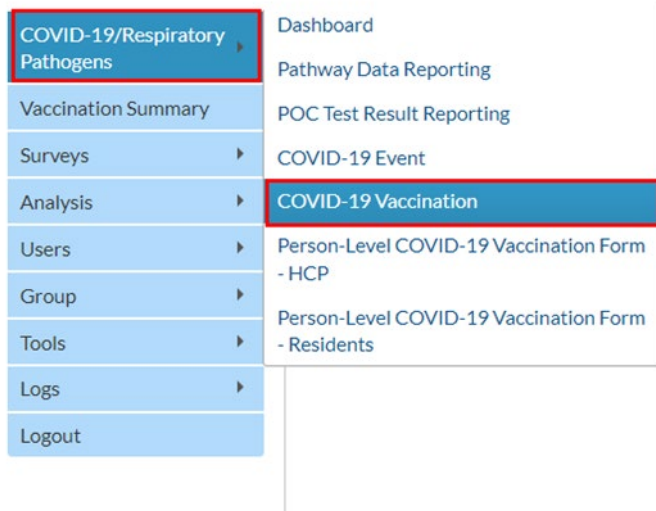 COVID-19/Respiratory
Pathogens
Vaccination Summary
Surveys
Analysis
Users
Group
Tools
Logs
Logout
Dashboard
Pathway Data Reporting
POC Test Result Reporting
COVID-19 Event
COVID-19 Vaccination
Person-Level COVID-19 Vaccination Form
- HCP
Person-Level COVID-19 Vaccination Form
- Residents